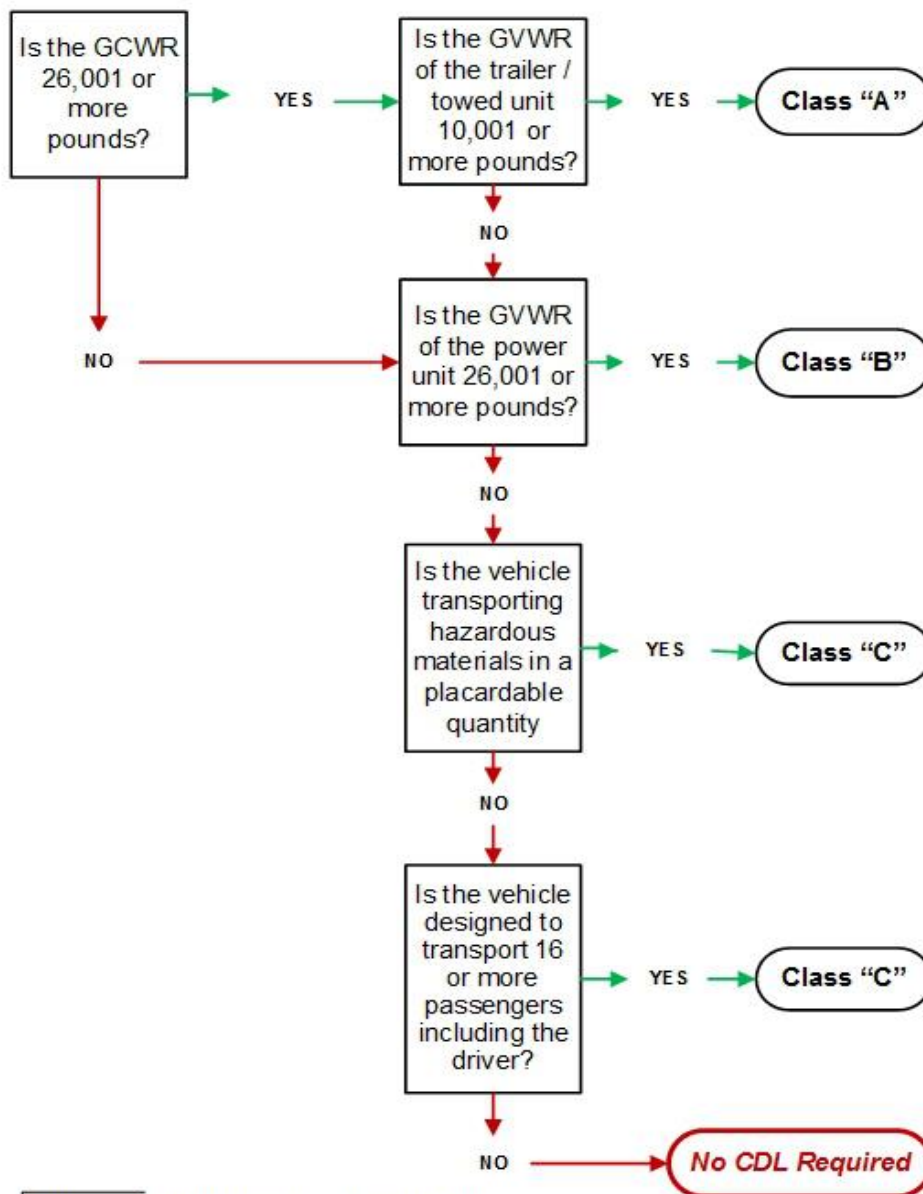 Is the GCWR
26,001 or
more
pounds?
YES
Is the GVWR
of the trailer /
towed unit
10,001 or
more pounds?
YES
Class “A”
NO
NO
Is the GVWR
of the power
unit 26,001 or
more pounds?
YES
Class “B”
NO
Is the vehicle
transporting
hazardous
materials in a
placardable
quantity
YES
Class “C”
NO
Is the vehicle
designed to
transport 16
or more
passengers
including the
driver?
YES
Class “C”
NO
No CDL Required